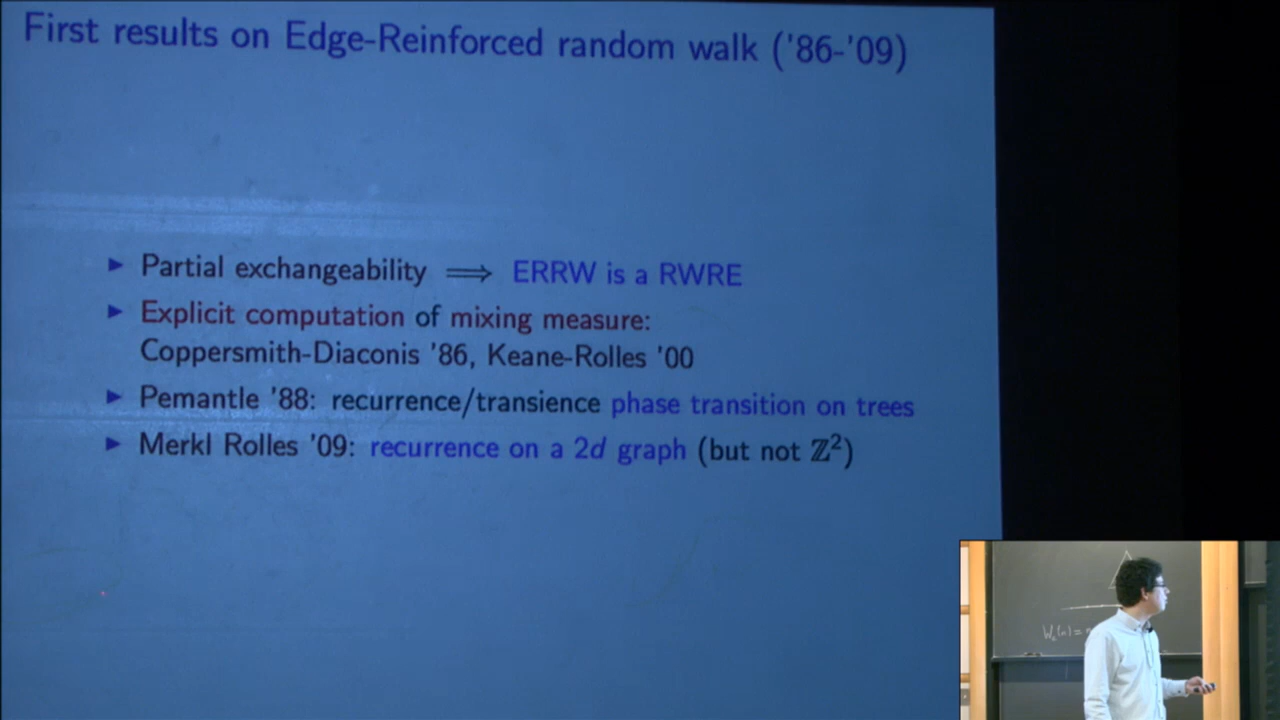 First results on Edge-Reinforced random walk ('86-'09)
▶ Partial exchangeability ⟹ ERRW is a RWRE
▶ Explicit computation of mixing measure:
Coppersmith-Diaconis '86, Keane-Rolles '00
▶ Pemantle '88: recurrence/transience phase transition on trees
▶ Merkl Rolles '09: recurrence on a 2d graph (but not ℤ²)
Wₑ(n) =